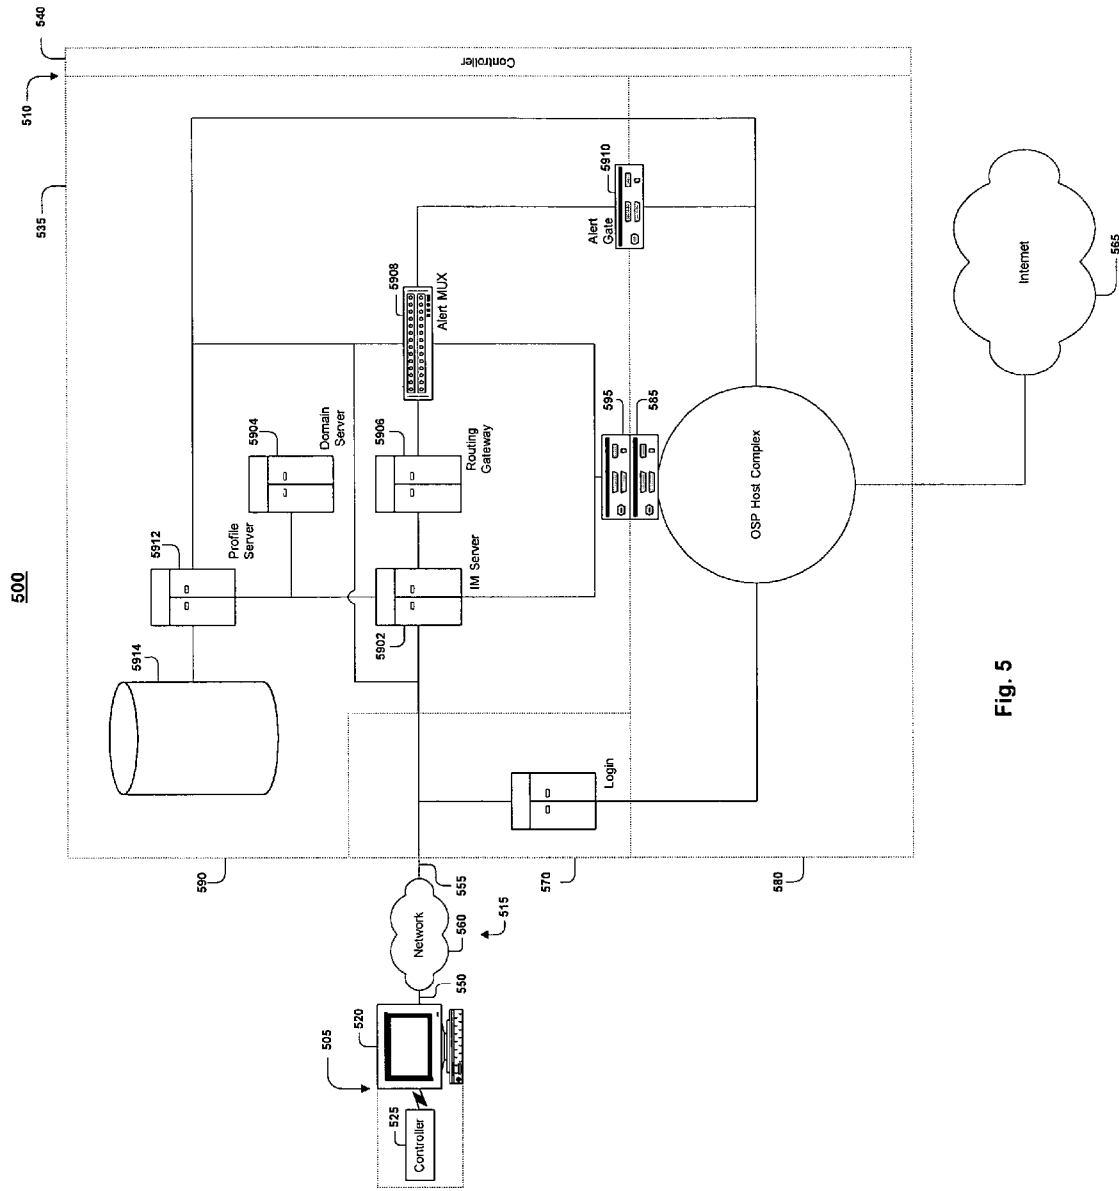 500
505
520
525
Controller
550
Network
560
515
555
590
570
580
Login
5914
5912
Profile
Server
5904
Domain
Server
5902
IM Server
5906
Routing
Gateway
5908
Alert MUX
Alert
Gate
5910
595
585
OSP Host Complex
535
510
540
Controller
Internet
565
Fig. 5